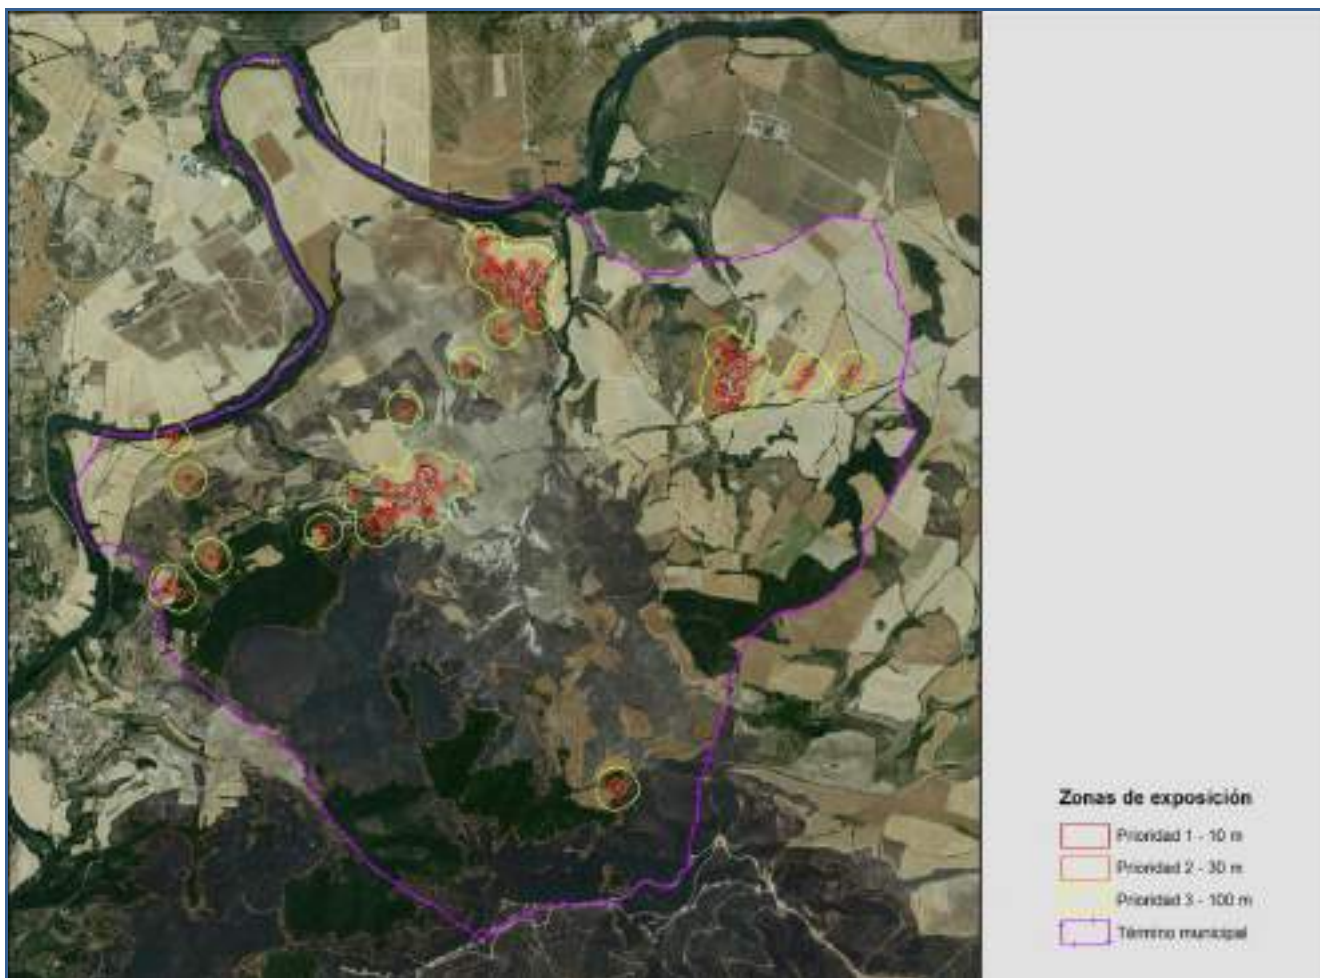 Zonas de exposición
Prioridad 1 - 10 m
Prioridad 2 - 30 m
Prioridad 3 - 100 m
Término municipal